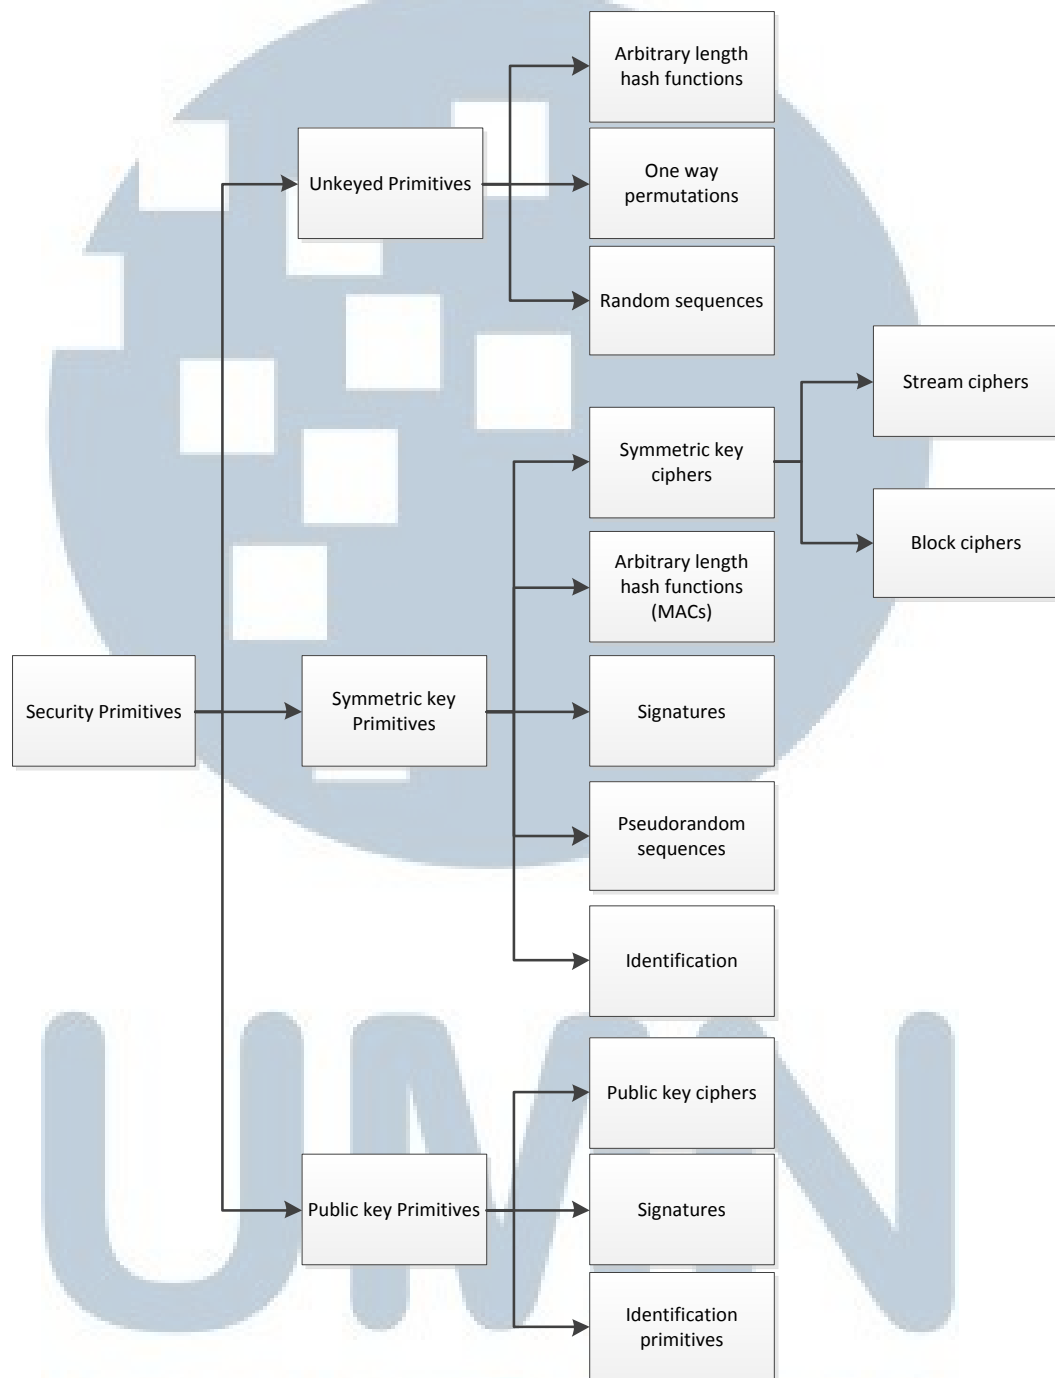 Arbitrary length
hash functions
Unkeyed Primitives
One way
permutations
Random sequences
Stream ciphers
Symmetric key
ciphers
Block ciphers
Arbitrary length
hash functions
(MACs)
Security Primitives
Symmetric key
Primitives
Signatures
Pseudorandom
sequences
Identification
Public key ciphers
Public key Primitives
Signatures
Identification
primitives
UMN